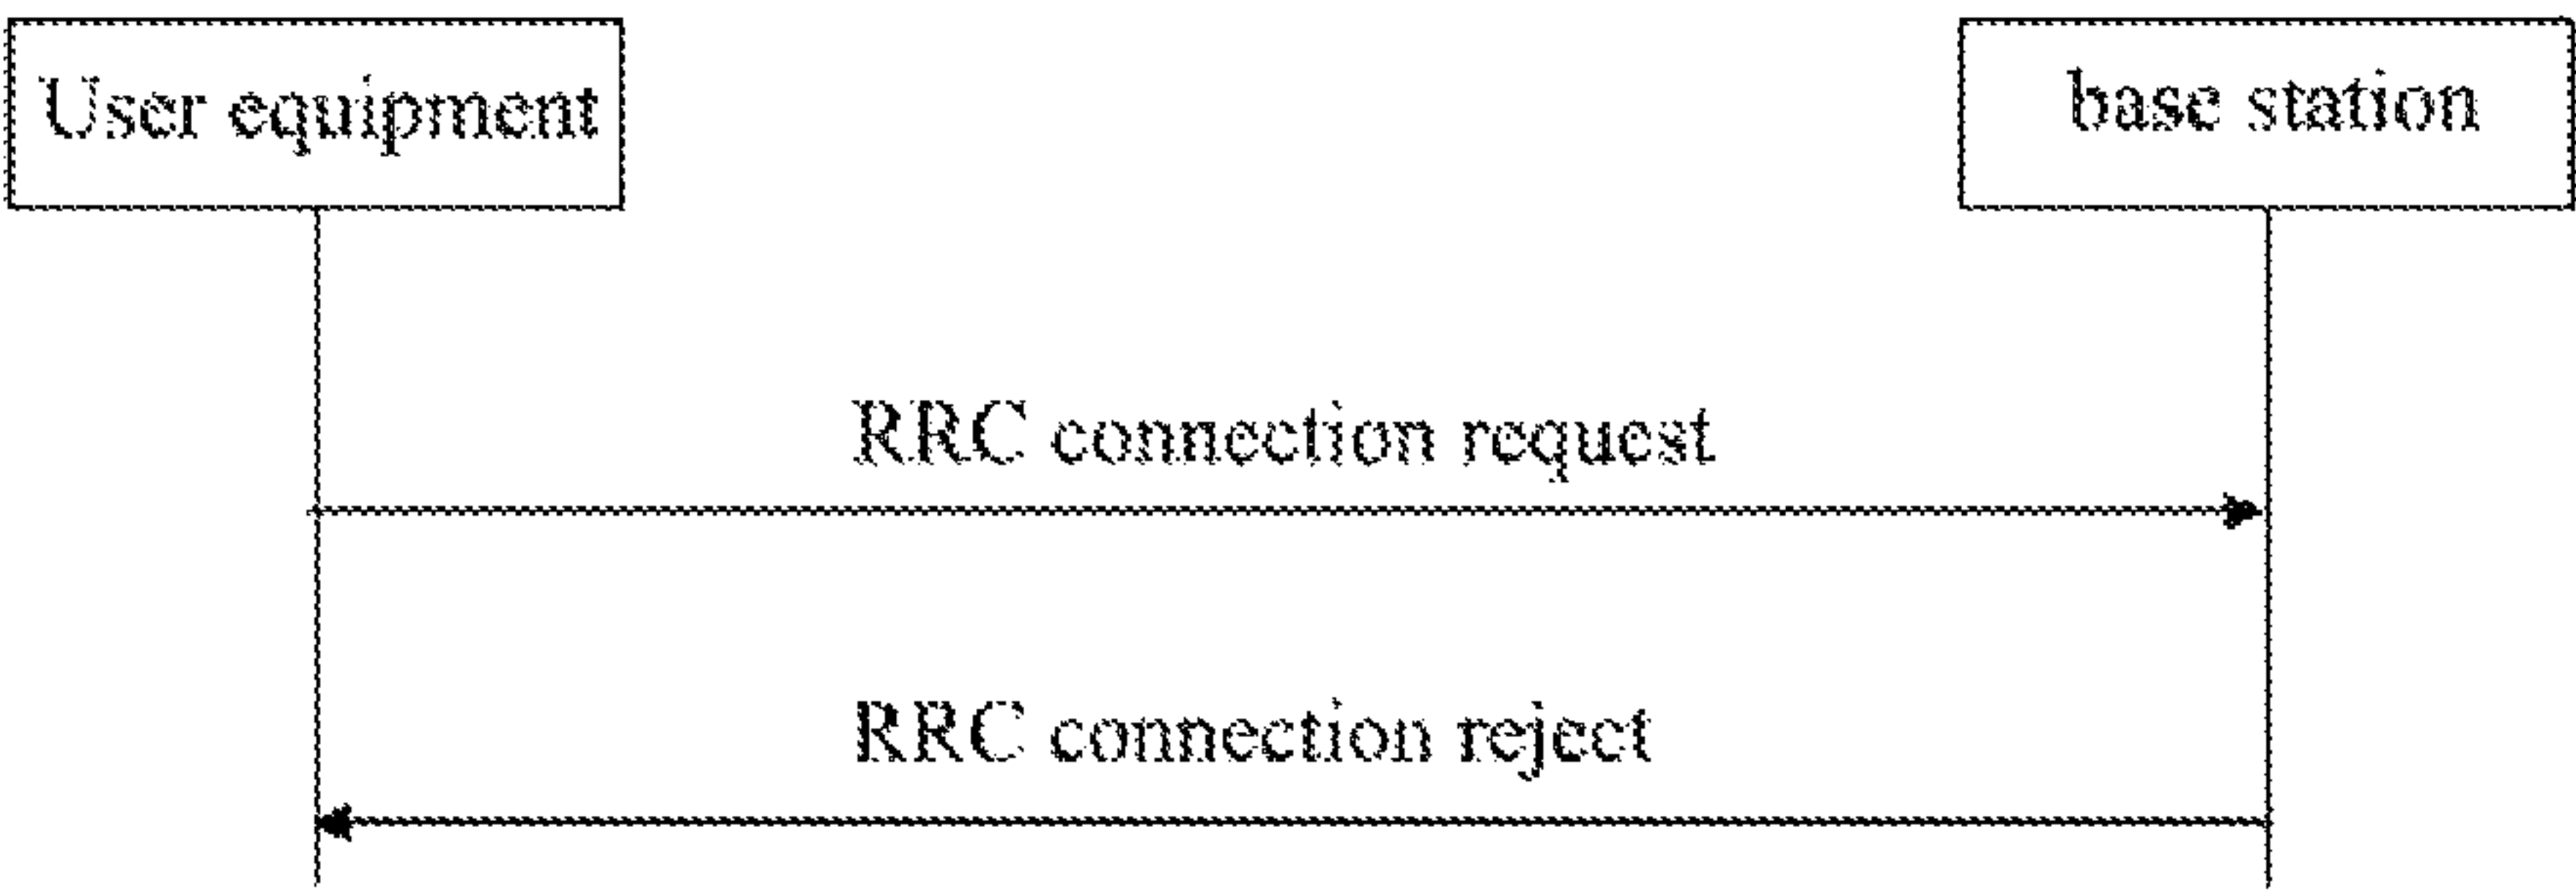 User equipment
base station
RRC connection request
RRC connection reject